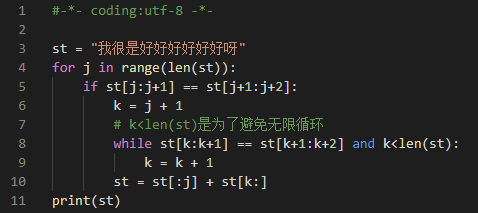 1 #-*- coding:utf-8 -*-
2
3 st = "我很是好好好好好好呀"
4 for j in range(len(st)):
5     if st[j:j+1] == st[j+1:j+2]:
6         k = j + 1
7         # k<len(st)是为了避免无限循环
8         while st[k:k+1] == st[k+1:k+2] and k<len(st):
9             k = k + 1
10         st = st[:j] + st[k:]
11 print(st)